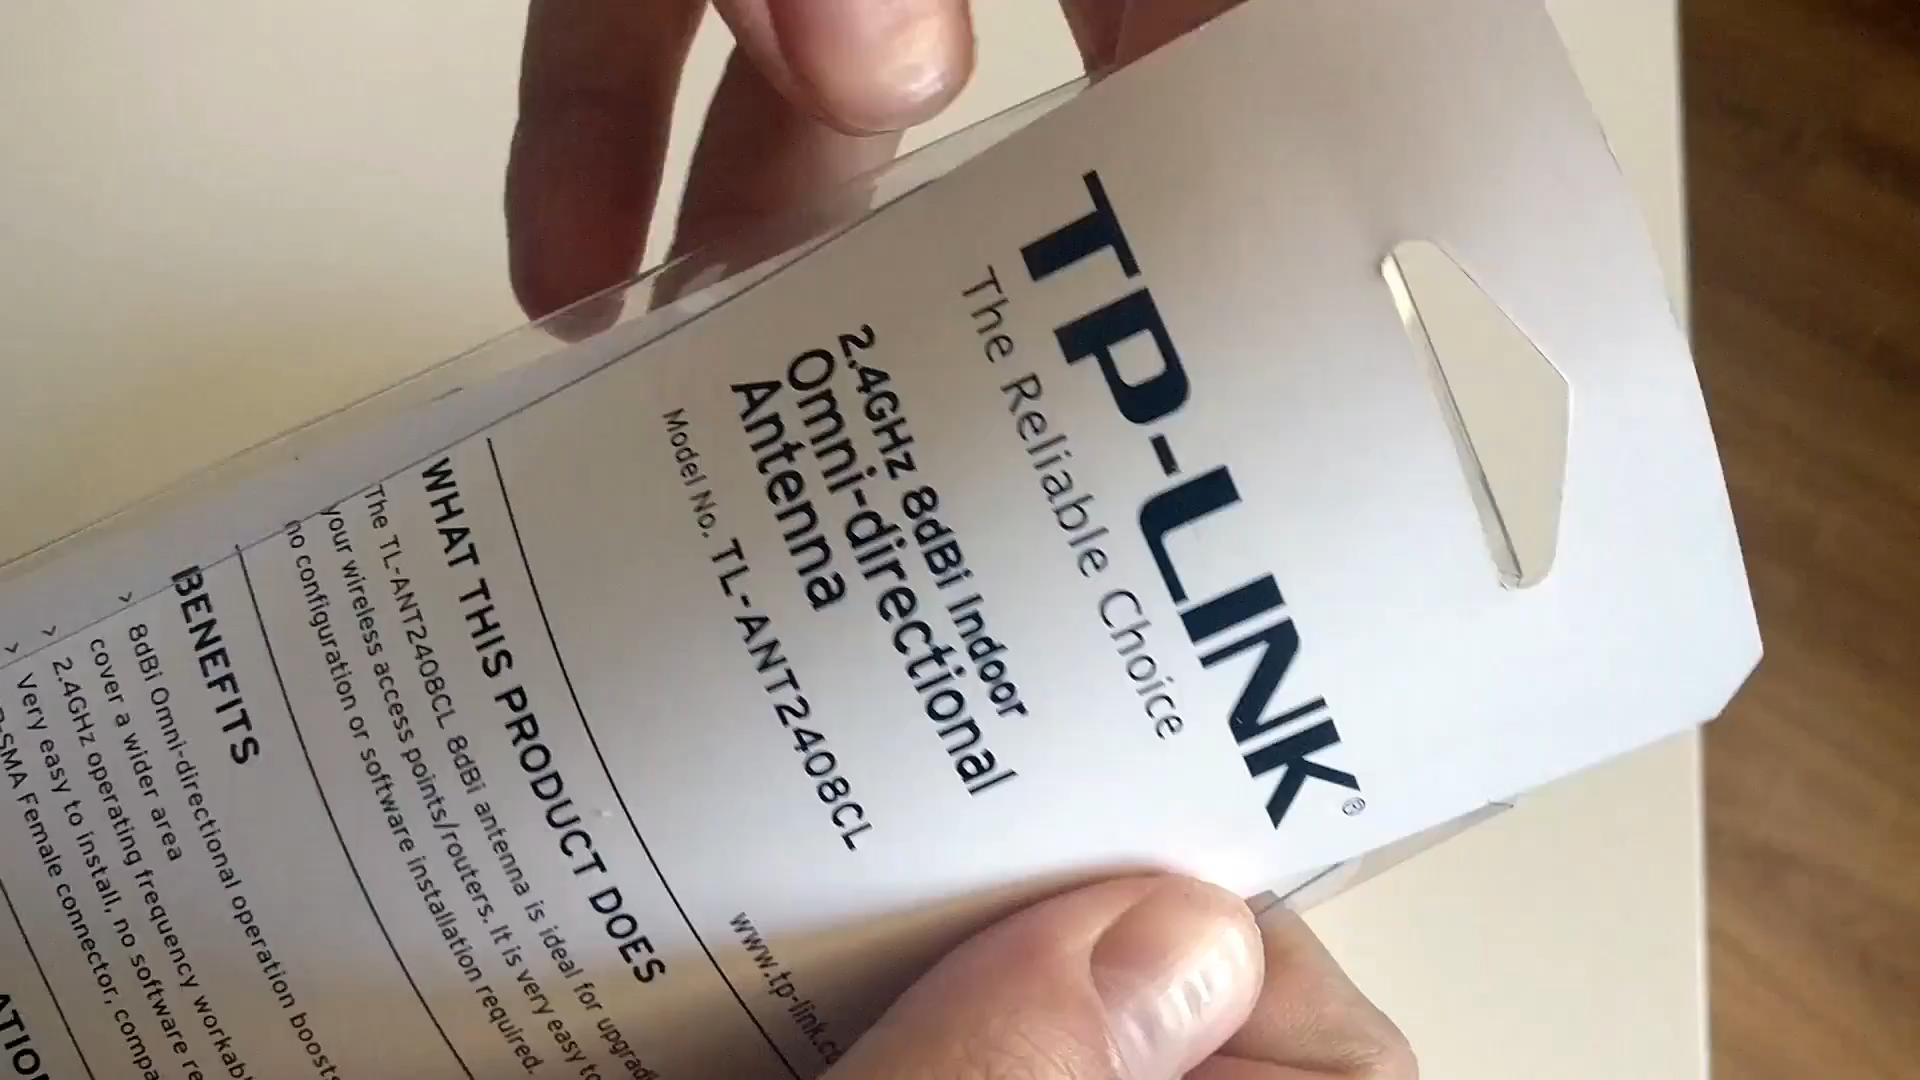 TP-LINK®
The Reliable Choice
2.4GHz 8dBi Indoor
Omni-directional
Antenna
Model No. TL-ANT2408CL
www.tp-link.co
WHAT THIS PRODUCT DOES
The TL-ANT2408CL 8dBi antenna is ideal for upgrad
your wireless access points/routers. It is very easy to
no configuration or software installation required.
BENEFITS
> 8dBi Omni-directional operation boosts
cover a wider area
> 2.4GHz operating frequency workabl
> Very easy to install, no software re
P-SMA Female connector, compa
ATION